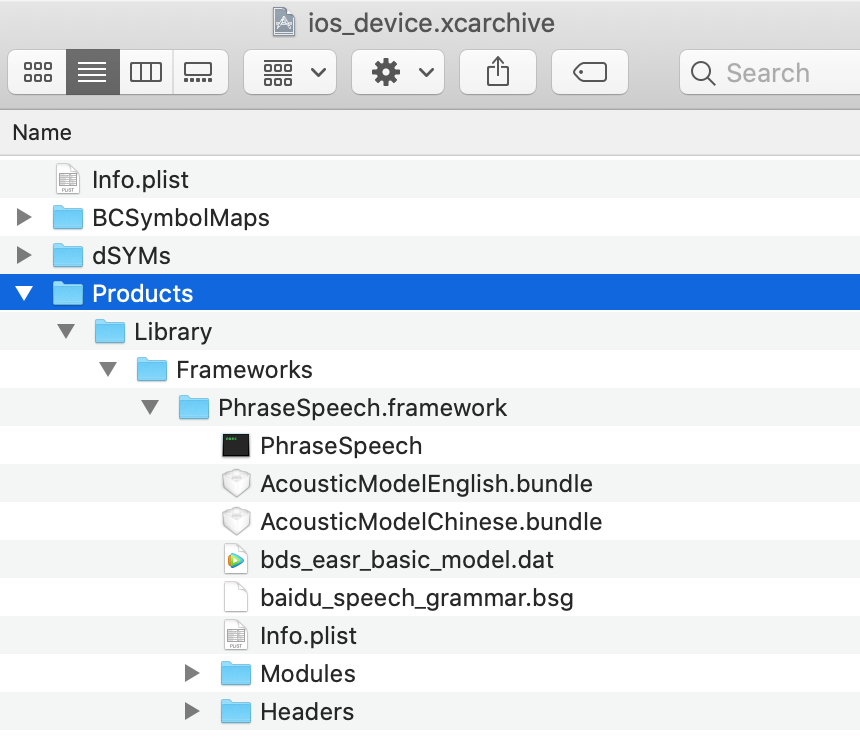 ios_device.xcarchive
Search
Name
Info.plist
BCSymbolMaps
dSYMs
Products
Library
Frameworks
PhraseSpeech.framework
PhraseSpeech
AcousticModelEnglish.bundle
AcousticModelChinese.bundle
bds_easr_basic_model.dat
baidu_speech_grammar.bsg
Info.plist
Modules
Headers